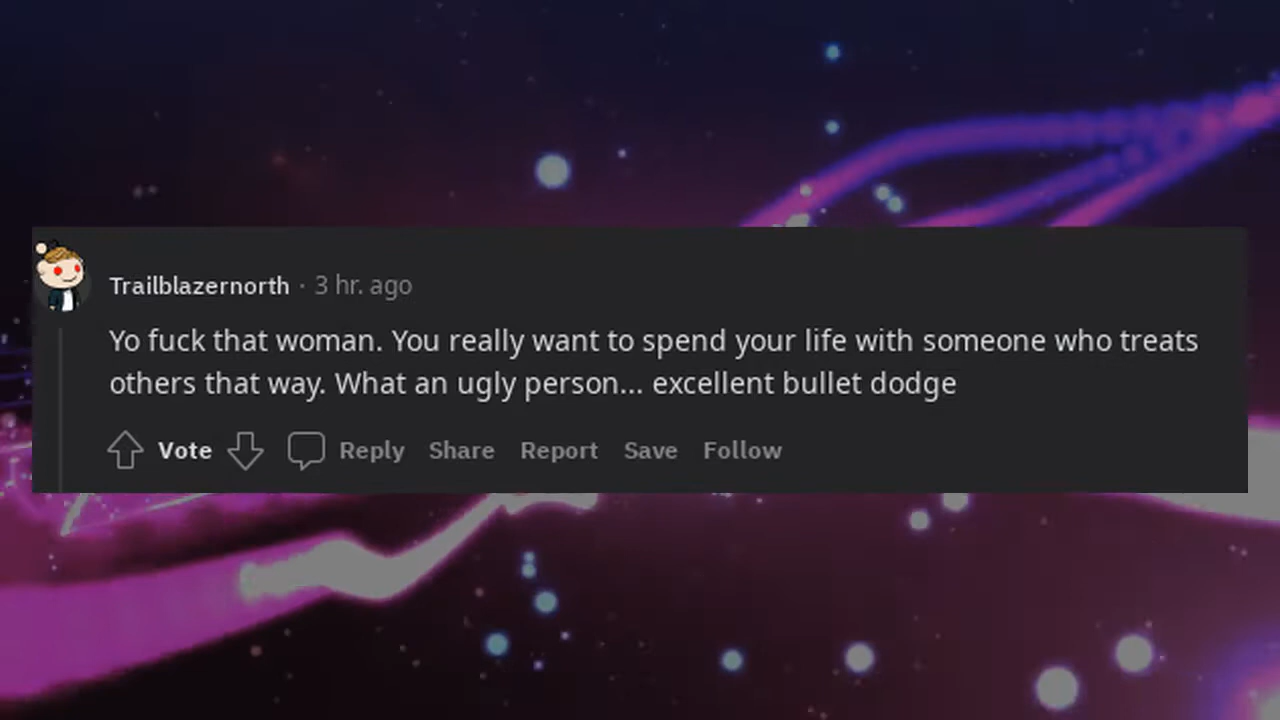 Trailblazernorth · 3 hr. ago
Yo fuck that woman. You really want to spend your life with someone who treats
others that way. What an ugly person... excellent bullet dodge
Vote Reply Share Report Save Follow